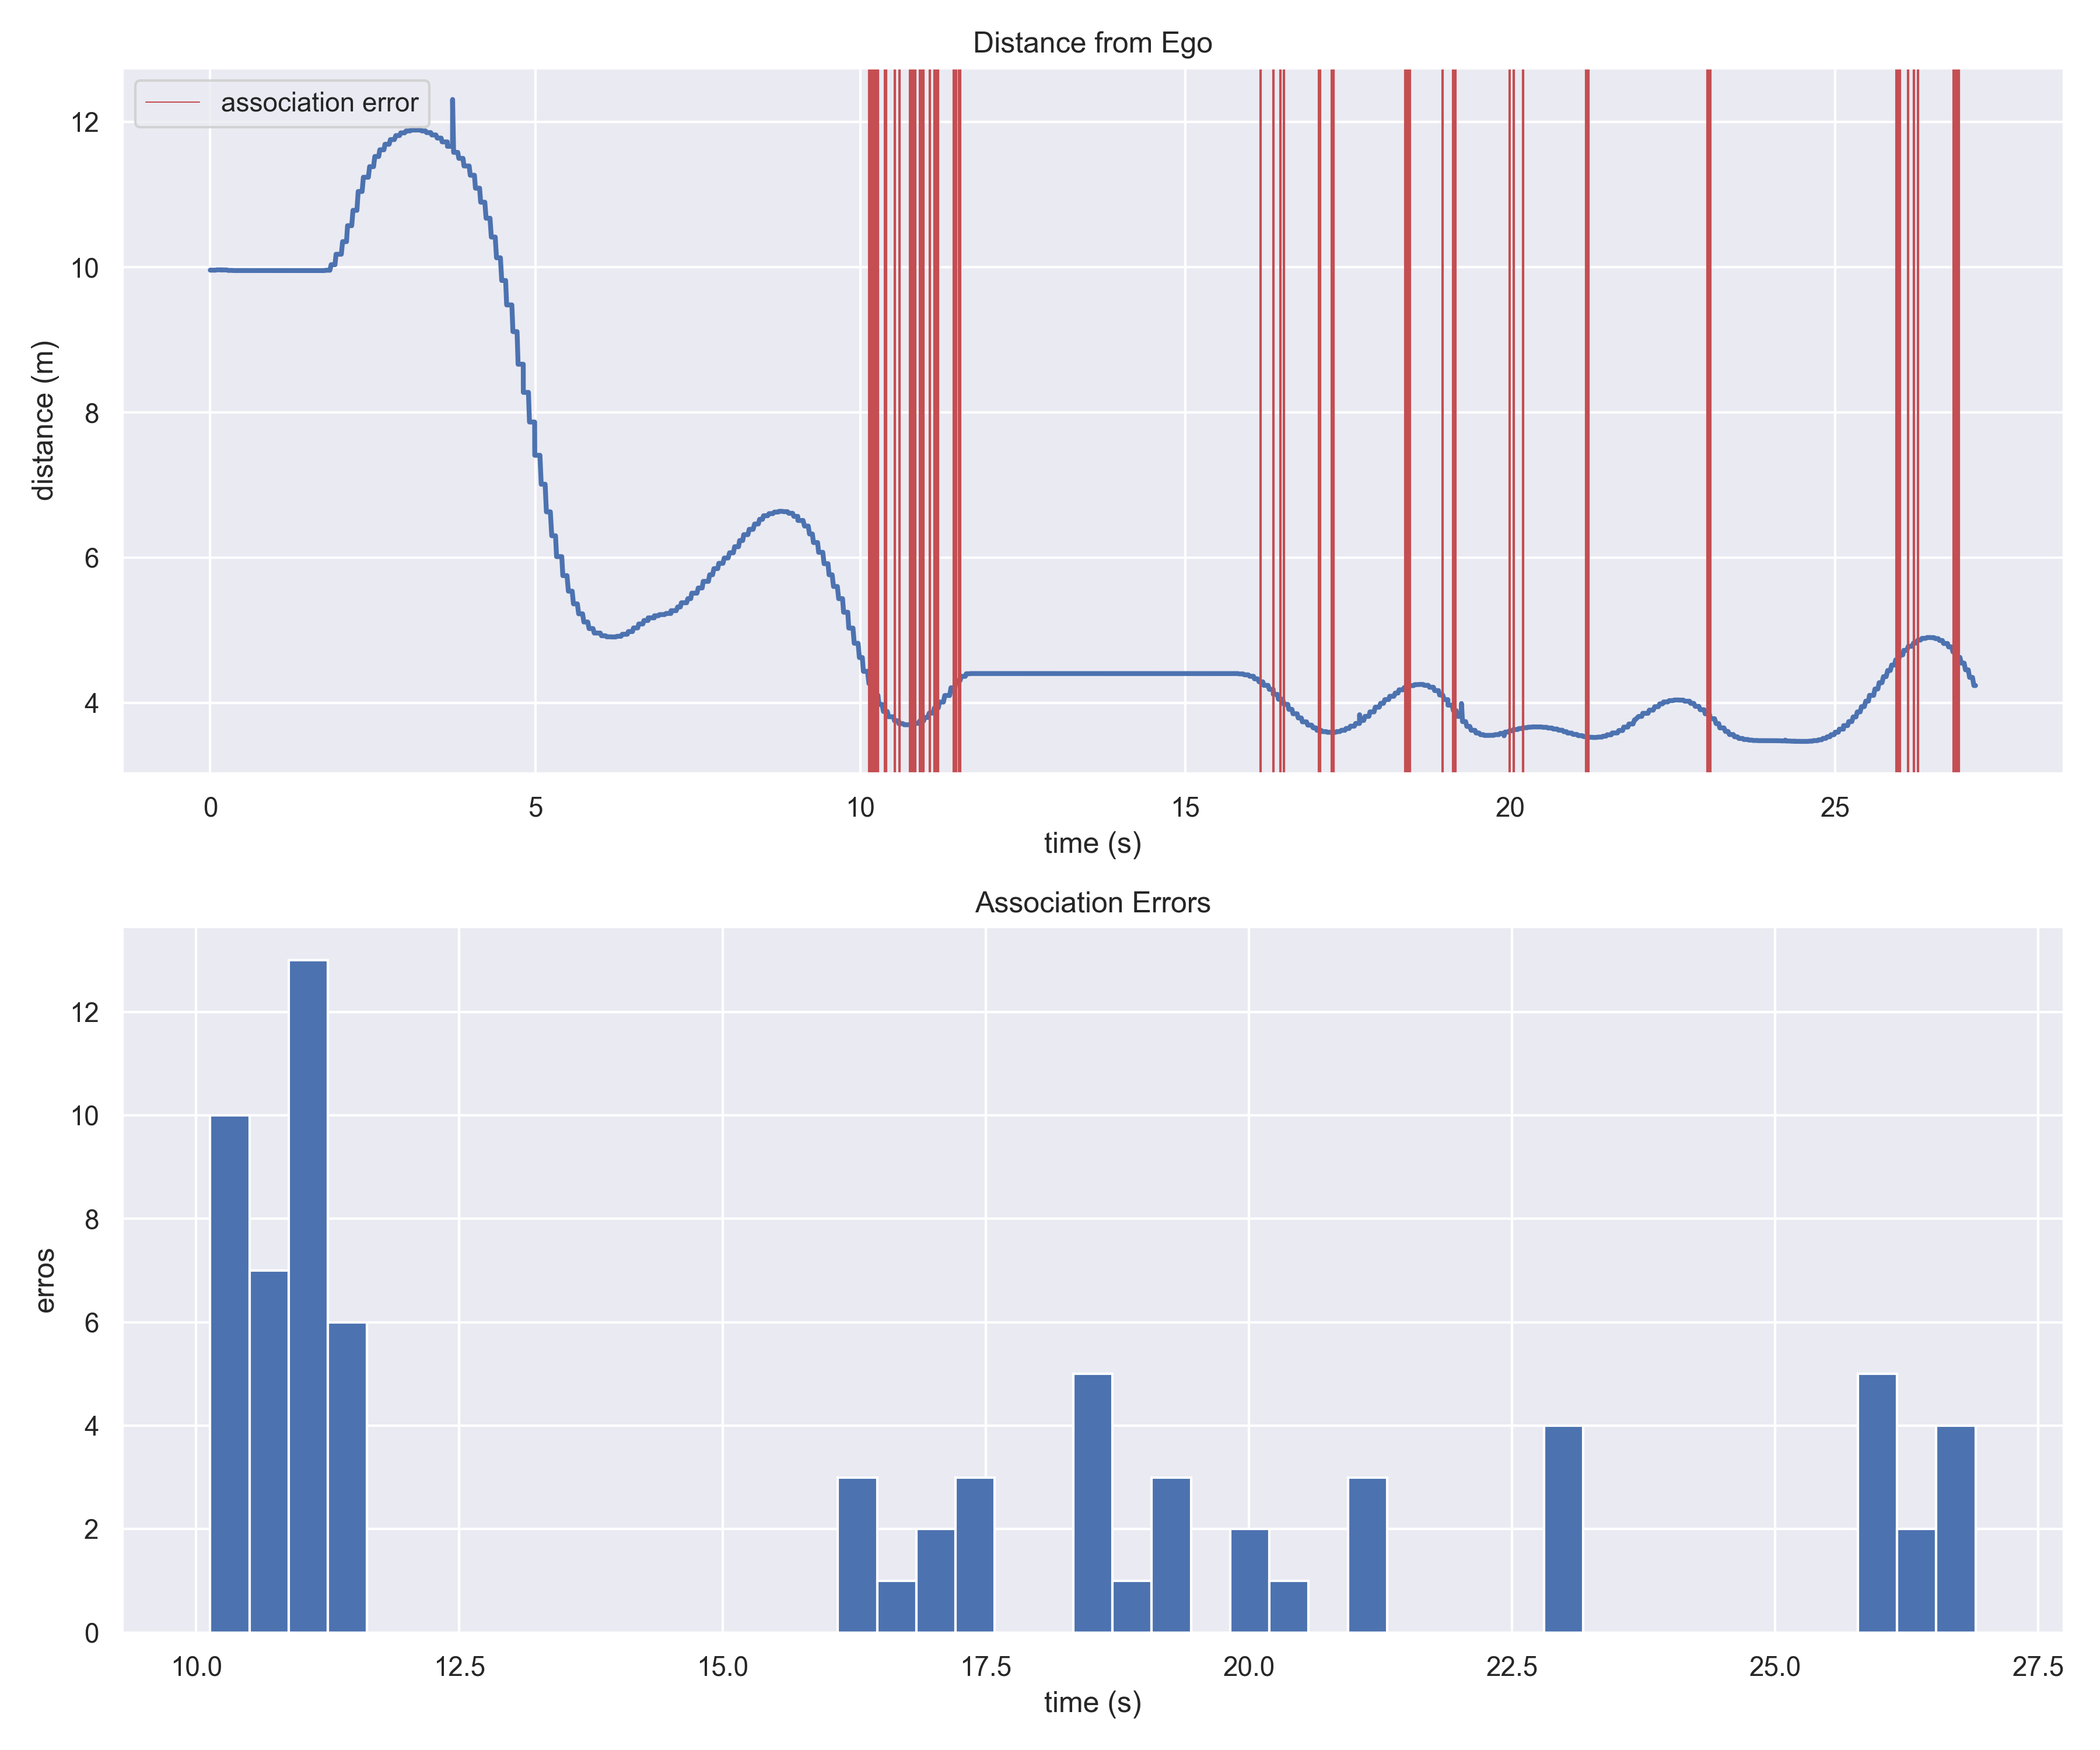 Distance from Ego
association error
12
10
8
6
4
distance (m)
0 5 10 15 20 25
time (s)
Association Errors
12
10
8
6
4
2
0
erros
10.0 12.5 15.0 17.5 20.0 22.5 25.0 27.5
time (s)